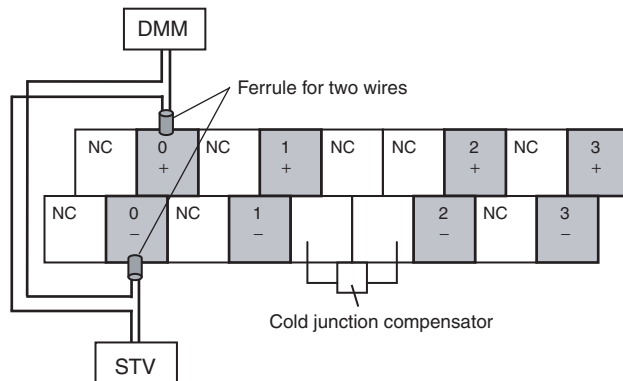 DMM
Ferrule for two wires
NC 0 NC 1 NC NC 2 NC 3
+ + + +
NC 0 NC 1 2 NC 3
− − − −
Cold junction compensator
STV